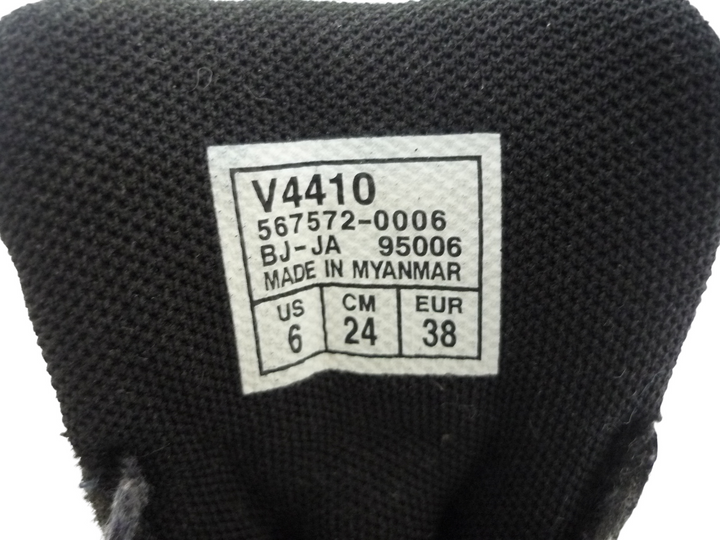 V4410
567572-0006
BJ-JA 95006
MADE IN MYANMAR
US CM EUR
6 24 38